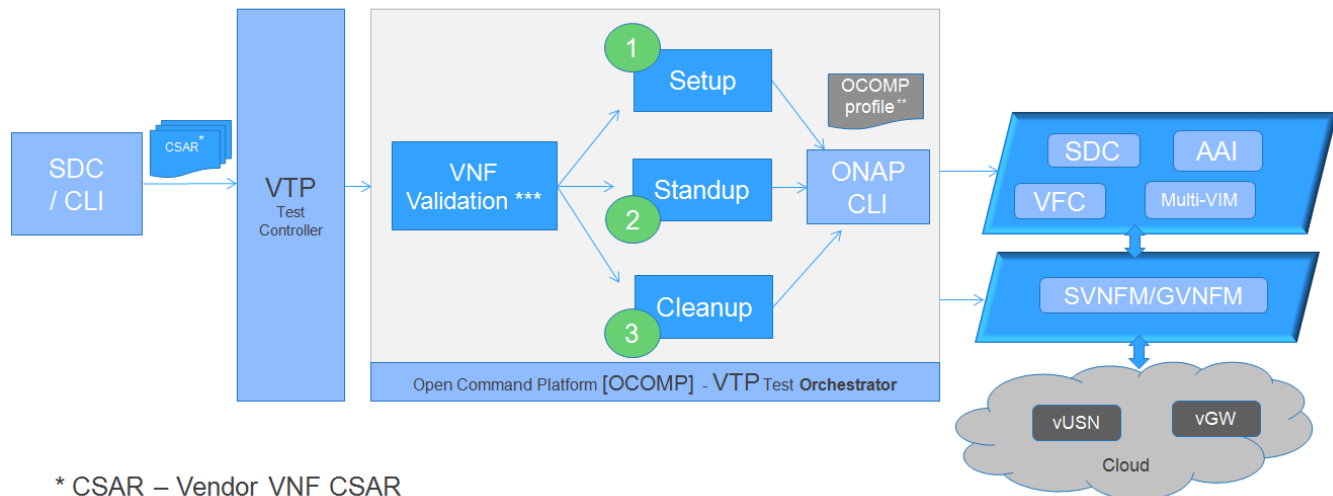 SDC
/ CLI
CSAR*
VTP
Test
Controller
VNF
Validation ***
1
Setup
Standup
2
Cleanup
3
OCOMP
profile**
ONAP
CLI
Open Command Platform [OCOMP] - VTP Test Orchestrator
SDC
AAI
VFC
Multi-VIM
SVNFM/GVNFM
vUSN
vGW
Cloud
* CSAR – Vendor VNF CSAR